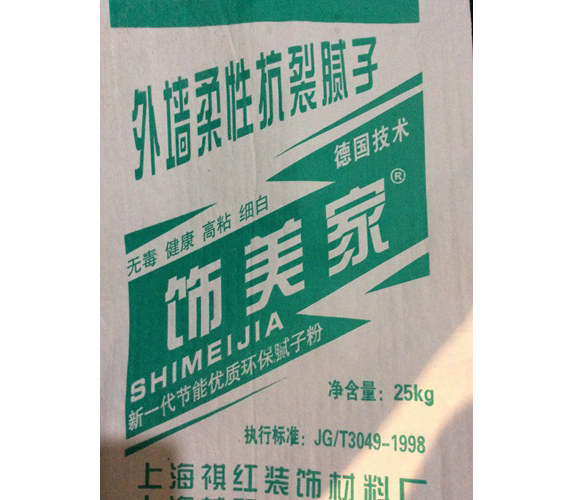 外墙柔性抗裂腻子
德国技术
无毒 健康 高粘 细白
饰美家®
SHIMEIJIA
新一代节能优质环保腻子粉
净含量：25kg
执行标准：JG/T3049-1998
上海祺红装饰材料厂